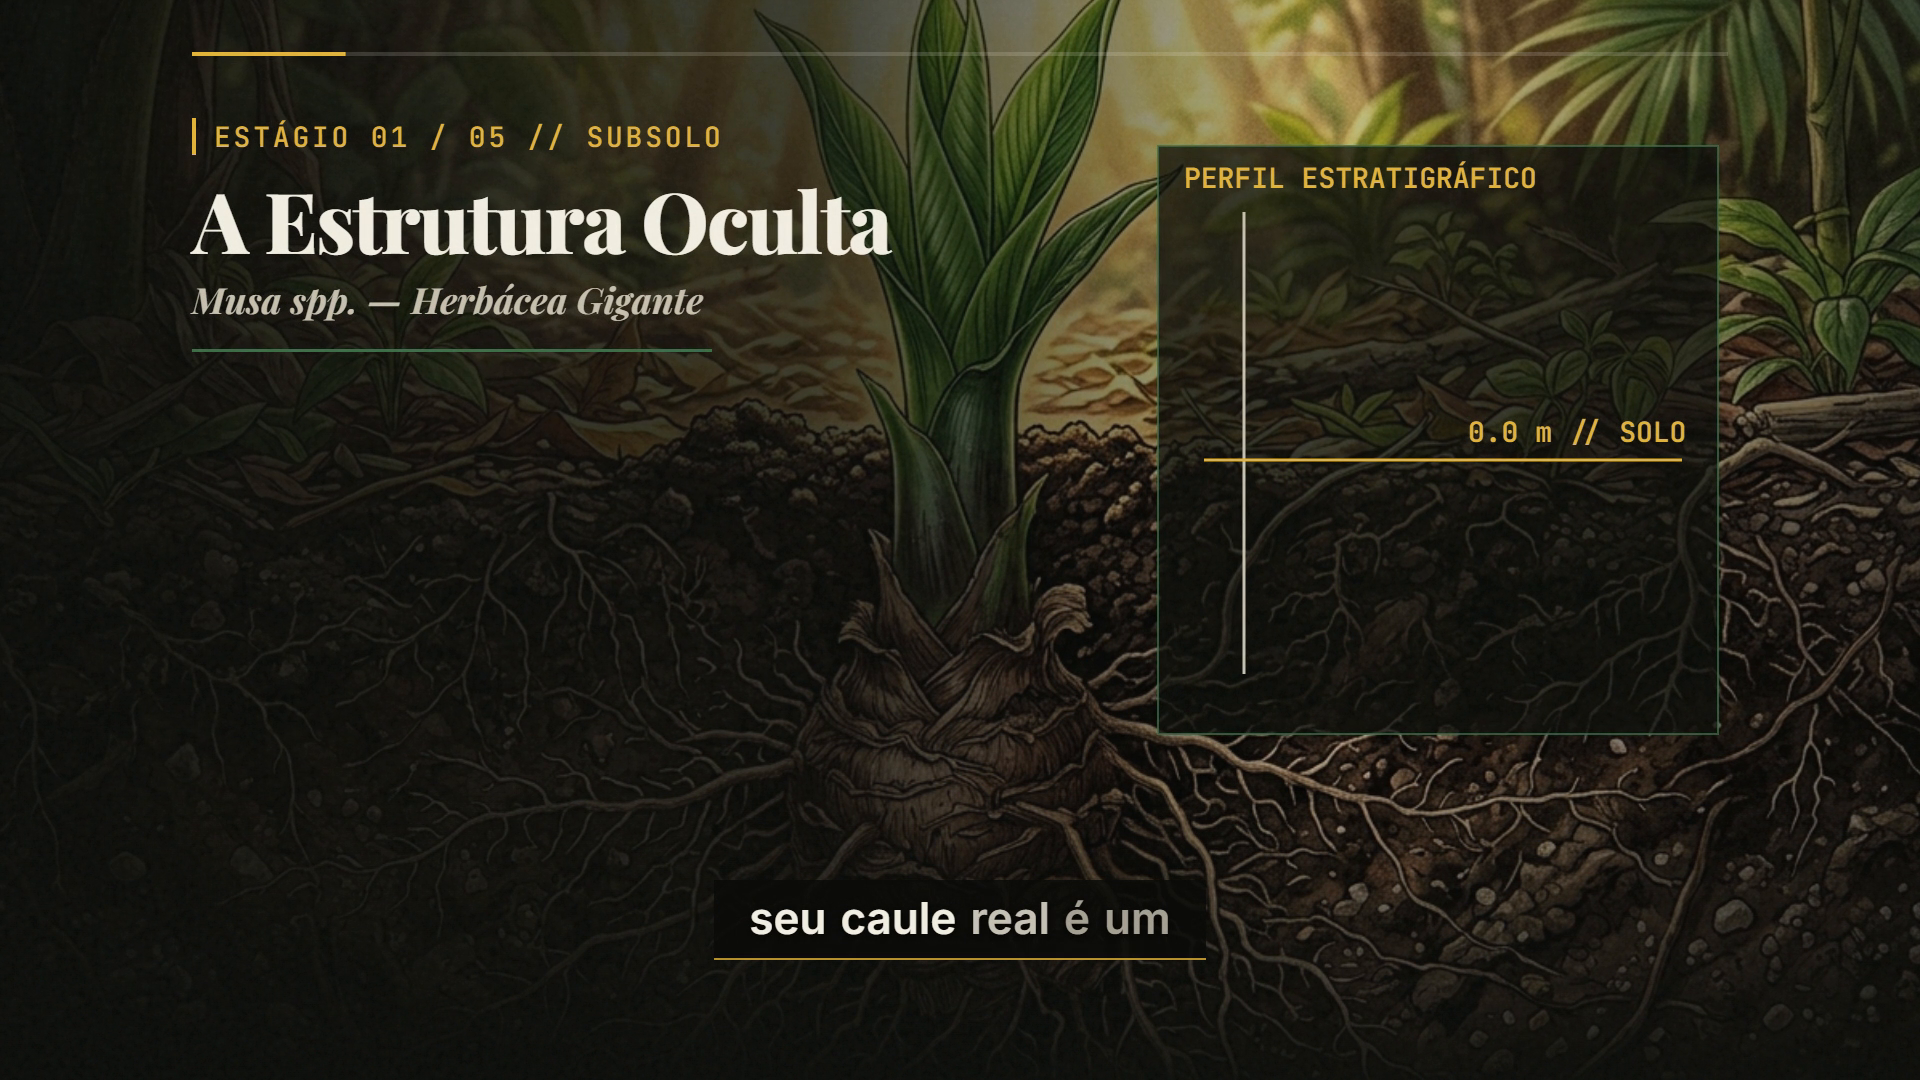 ESTÁGIO 01 / 05 // SUBSOLO
A Estrutura Oculta
Musa spp. — Herbácea Gigante
PERFIL ESTRATIGRÁFICO
0.0 m // SOLO
seu caule real é um